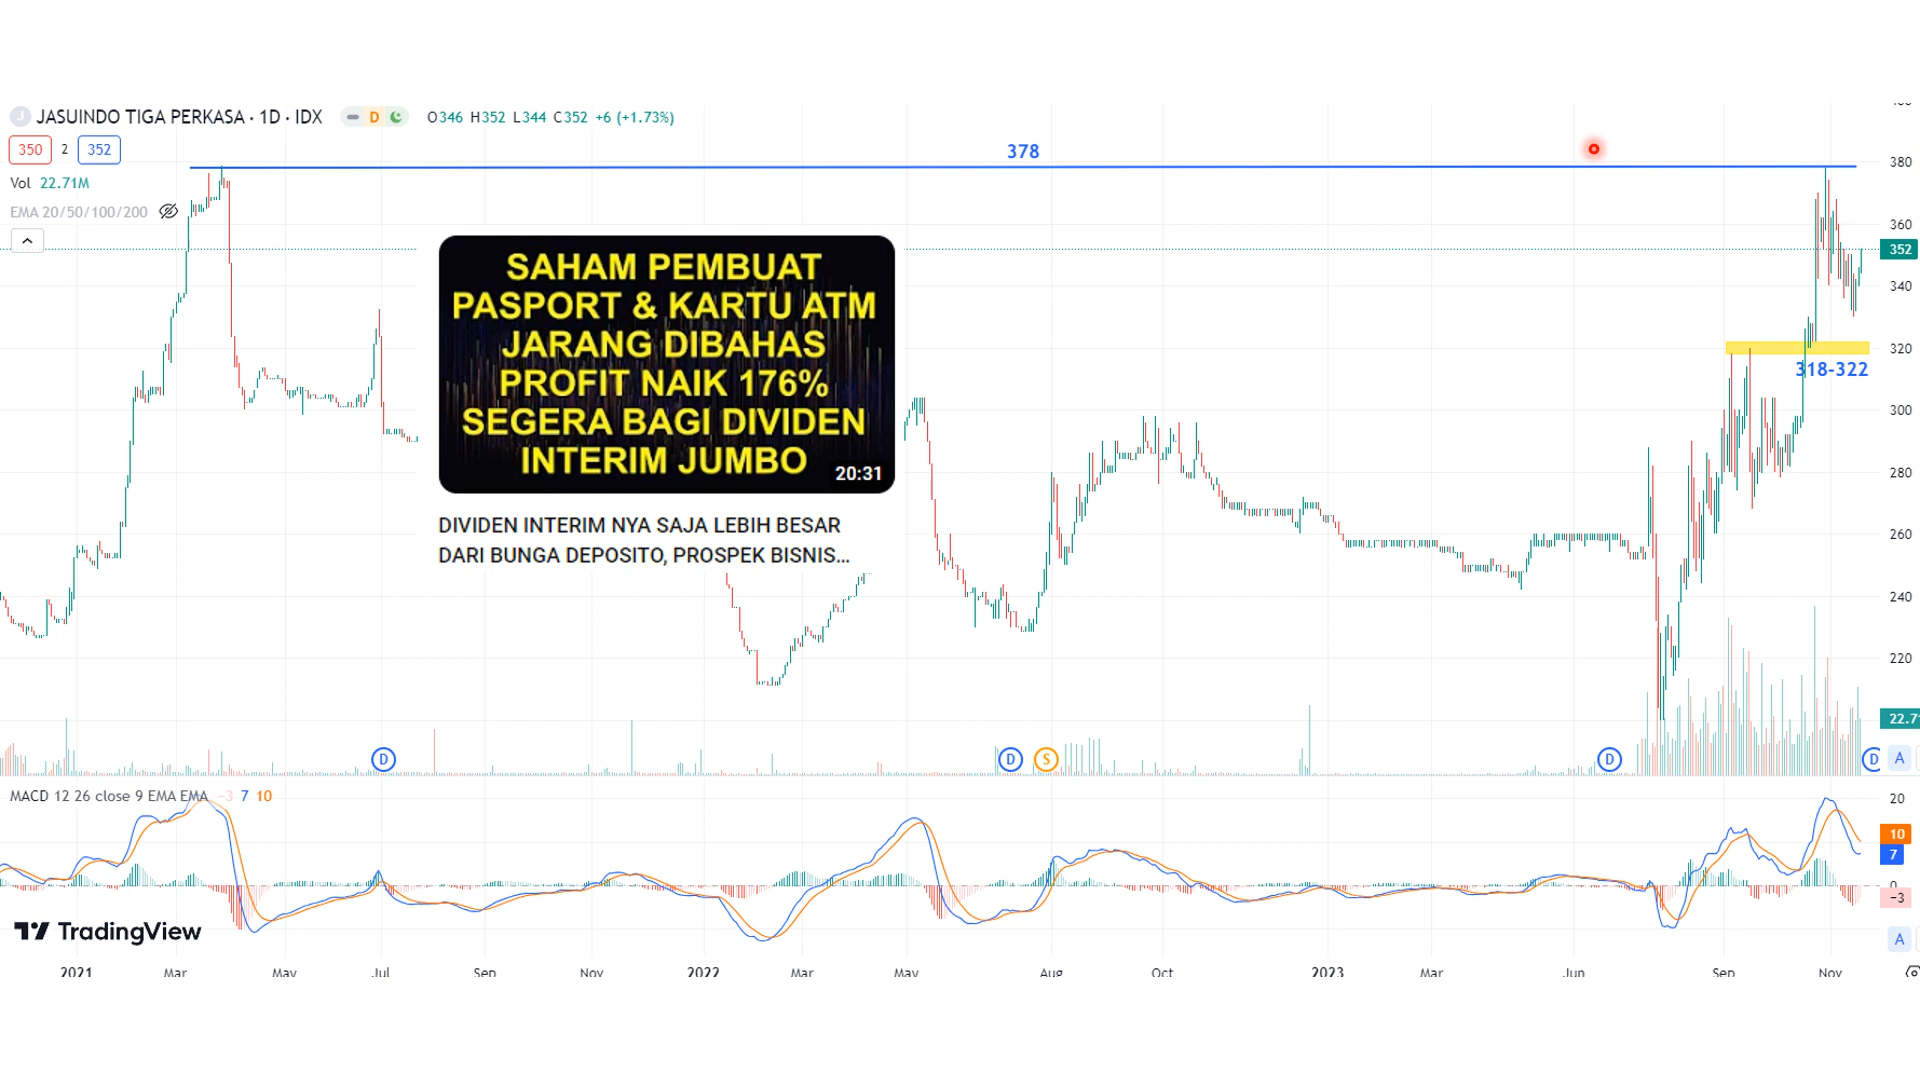 J JASUINDO TIGA PERKASA · 1D · IDX D O346 H352 L344 C352 +6 (+1.73%)
350 2 352
Vol 22.71M
EMA 20/50/100/200
378
SAHAM PEMBUAT
PASPORT & KARTU ATM
JARANG DIBAHAS
PROFIT NAIK 176%
SEGERA BAGI DIVIDEN
INTERIM JUMBO
20:31
DIVIDEN INTERIM NYA SAJA LEBIH BESAR
DARI BUNGA DEPOSITO, PROSPEK BISNIS...
318-322
380
360
352
340
320
300
280
260
240
220
22.7
D D S D D A
MACD 12 26 close 9 EMA EMA -3 7 10
20
10
7
0
-3
A
TradingView
2021 Mar May Jul Sep Nov 2022 Mar May Aug Oct 2023 Mar Jun Sep Nov